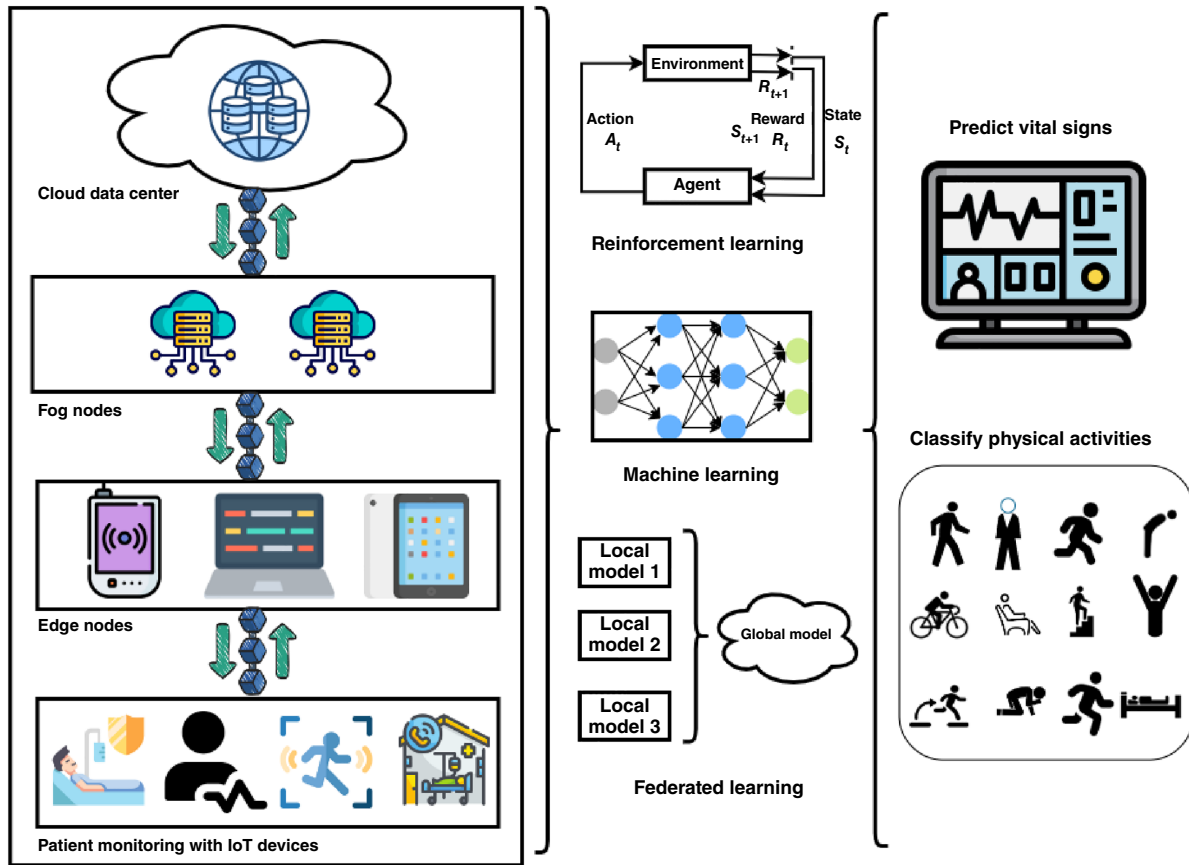 Cloud data center
Fog nodes
Edge nodes
Patient monitoring with IoT devices
Environment
R_{t+1}
Action
A_t
S_{t+1}
Reward
R_t
State
S_t
Agent
Reinforcement learning
Machine learning
Local
model 1
Local
model 2
Local
model 3
Global model
Federated learning
Predict vital signs
Classify physical activities